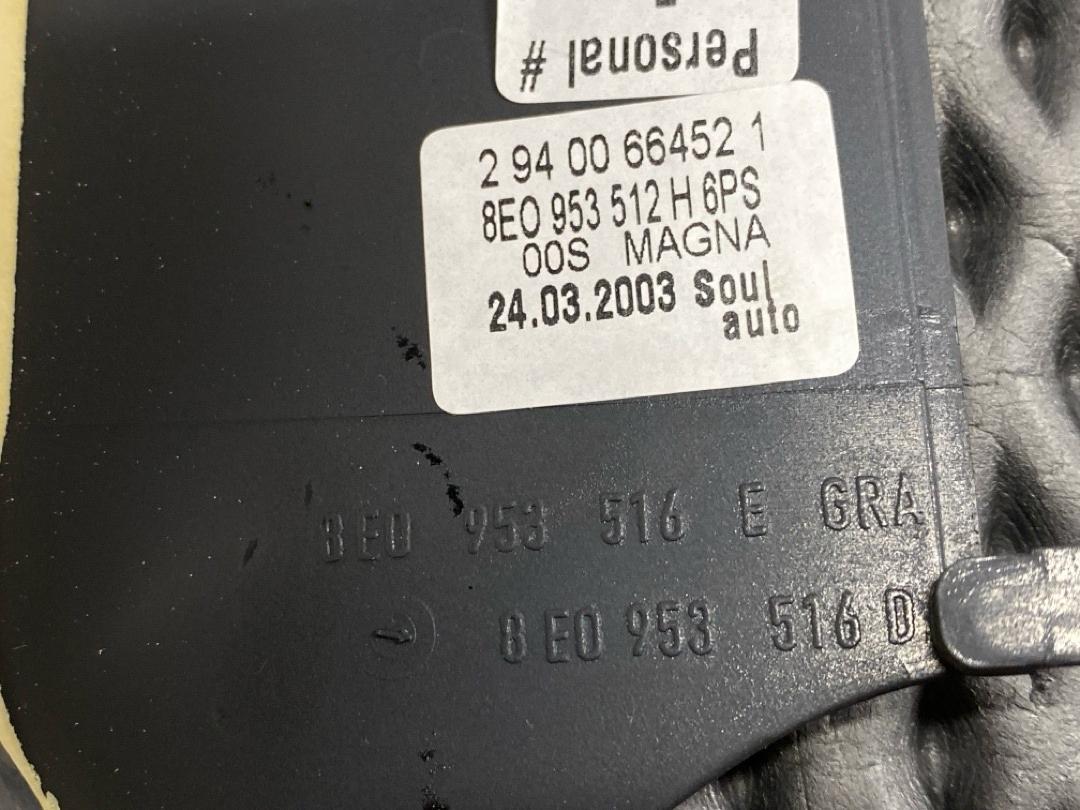 Personal #
2 94 00 66452 1
8E0 953 512 H 6PS
00S MAGNA
24.03.2003 Soul
auto
8E0 953 516 E GRA
8E0 953 516 D